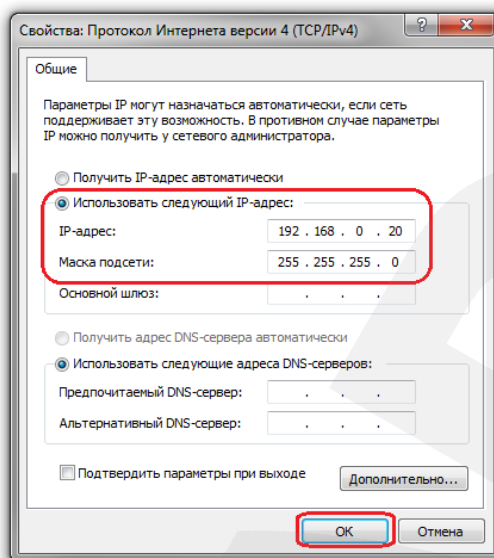 Свойства: Протокол Интернета версии 4 (TCP/IPv4)
Общие
Параметры IP могут назначаться автоматически, если сеть
поддерживает эту возможность. В противном случае параметры
IP можно получить у сетевого администратора.
Получить IP-адрес автоматически
Использовать следующий IP-адрес:
IP-адрес: 192 . 168 . 0 . 20
Маска подсети: 255 . 255 . 255 . 0
Основной шлюз: . . .
Получить адрес DNS-сервера автоматически
Использовать следующие адреса DNS-серверов:
Предпочитаемый DNS-сервер: . . .
Альтернативный DNS-сервер: . . .
Подтвердить параметры при выходе
Дополнительно...
ОК Отмена